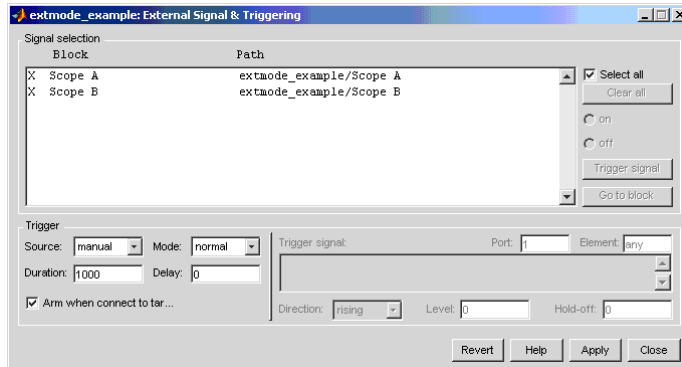 extmode_example: External Signal & Triggering
Signal selection
Block Path
X Scope A extmode_example/Scope A
X Scope B extmode_example/Scope B
Select all
Clear all
on
off
Trigger signal
Go to block
Trigger
Source: manual Mode: normal
Duration: 1000 Delay: 0
Arm when connect to tar...
Trigger signal: Port: 1 Element: any
Direction: rising Level: 0 Hold-off: 0
Revert Help Apply Close